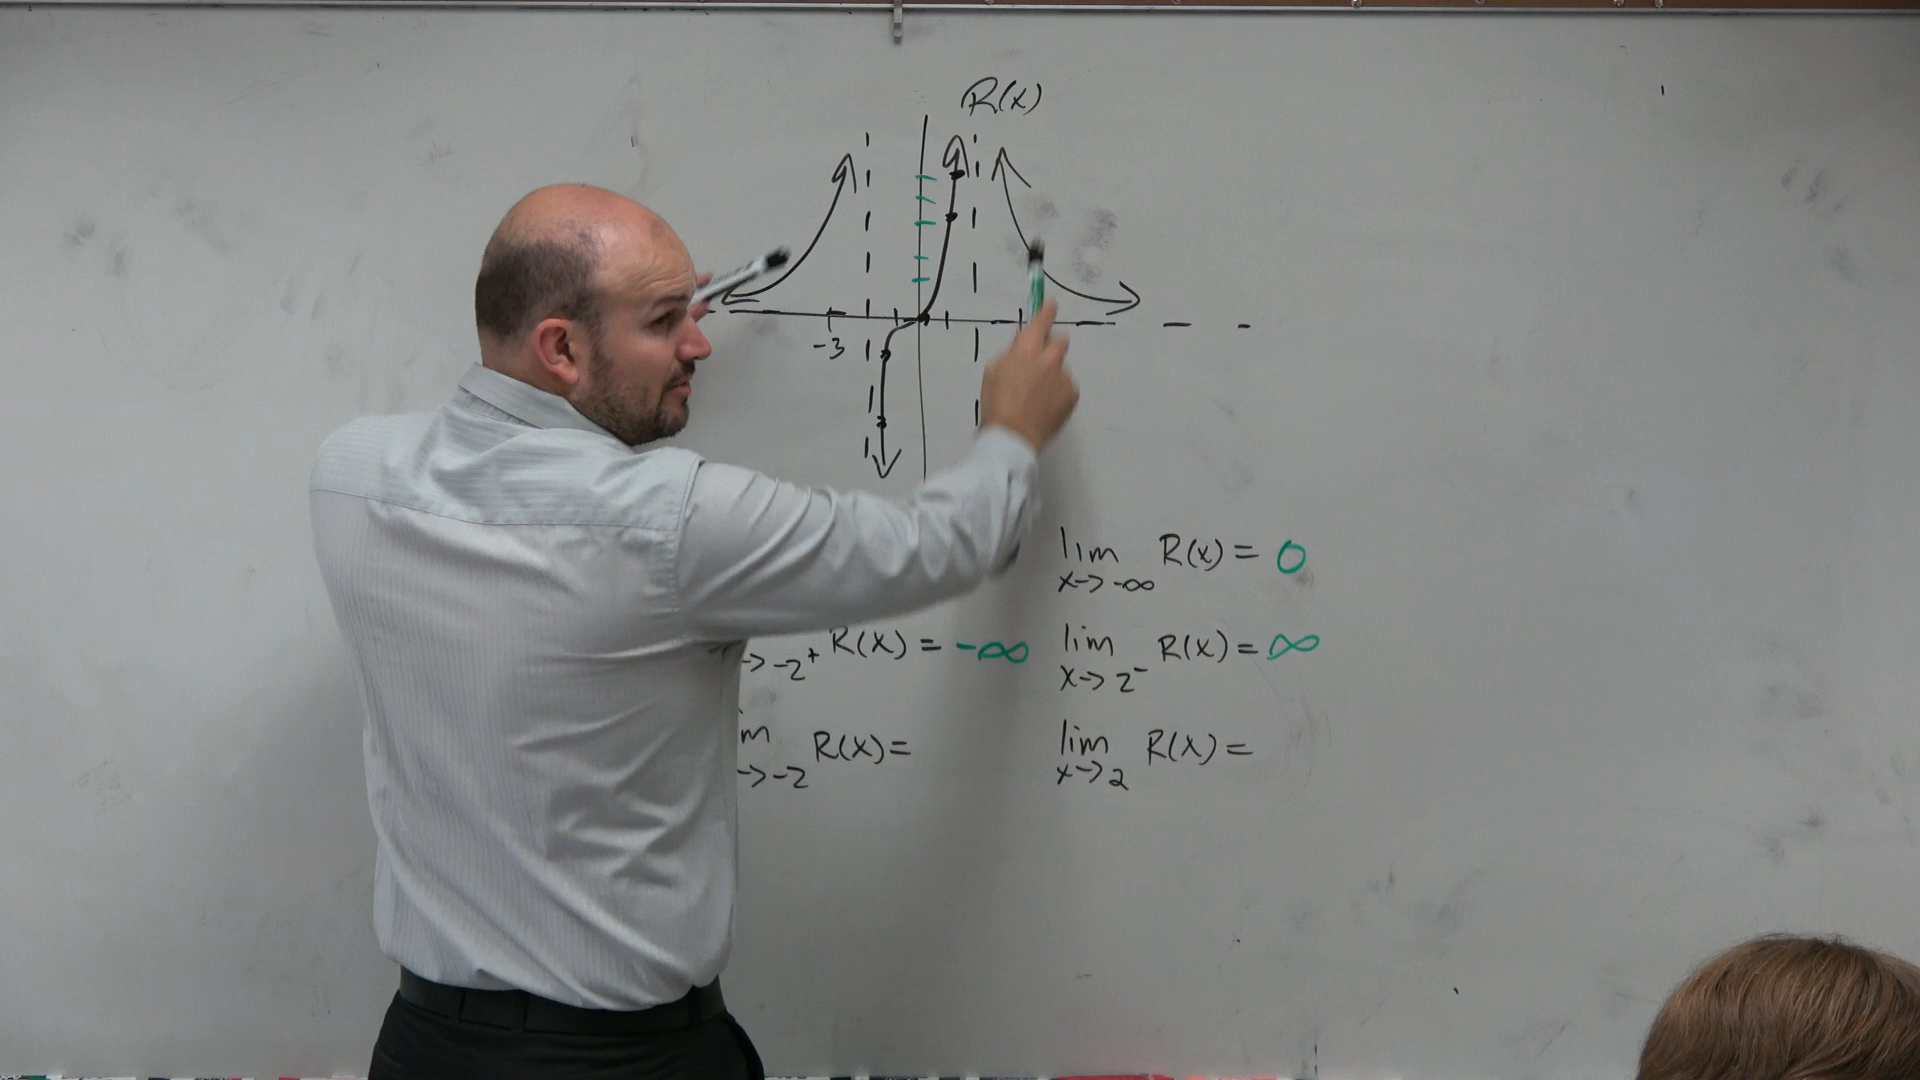 R(x)
-3
lim R(x) = 0
x→-∞
→-2⁺ R(x) = -∞
lim R(x) = ∞
x→2⁻
m R(x) =
→-2
lim R(x) =
x→2